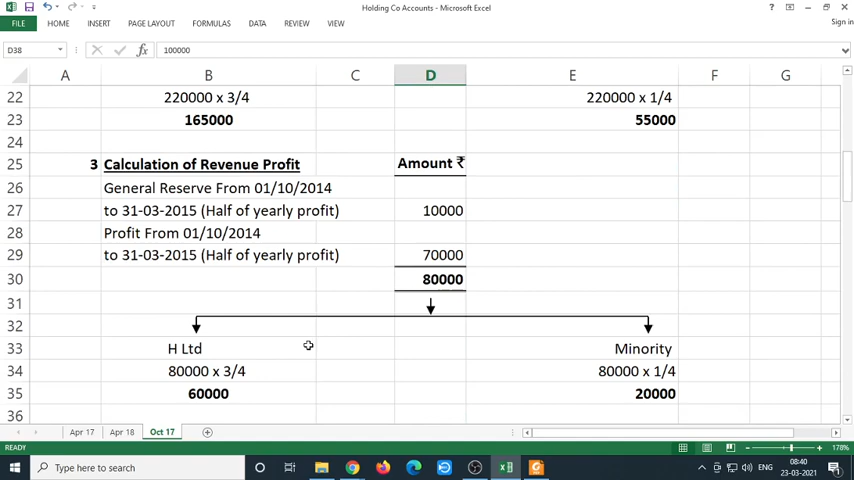 Holding Co Accounts - Microsoft Excel
Sign in
FILE HOME INSERT PAGE LAYOUT FORMULAS DATA REVIEW VIEW
D38 fx 100000
A B C D E F G
22 220000 x 3/4 220000 x 1/4
23 165000 55000
24
25 3 Calculation of Revenue Profit Amount ₹
26 General Reserve From 01/10/2014
27 to 31-03-2015 (Half of yearly profit) 10000
28 Profit From 01/10/2014
29 to 31-03-2015 (Half of yearly profit) 70000
30 80000
31
32
33 H Ltd Minority
34 80000 x 3/4 80000 x 1/4
35 60000 20000
36
Apr 17 Apr 18 Oct 17
178%
Type here to search
ENG
08:40
23-03-2021